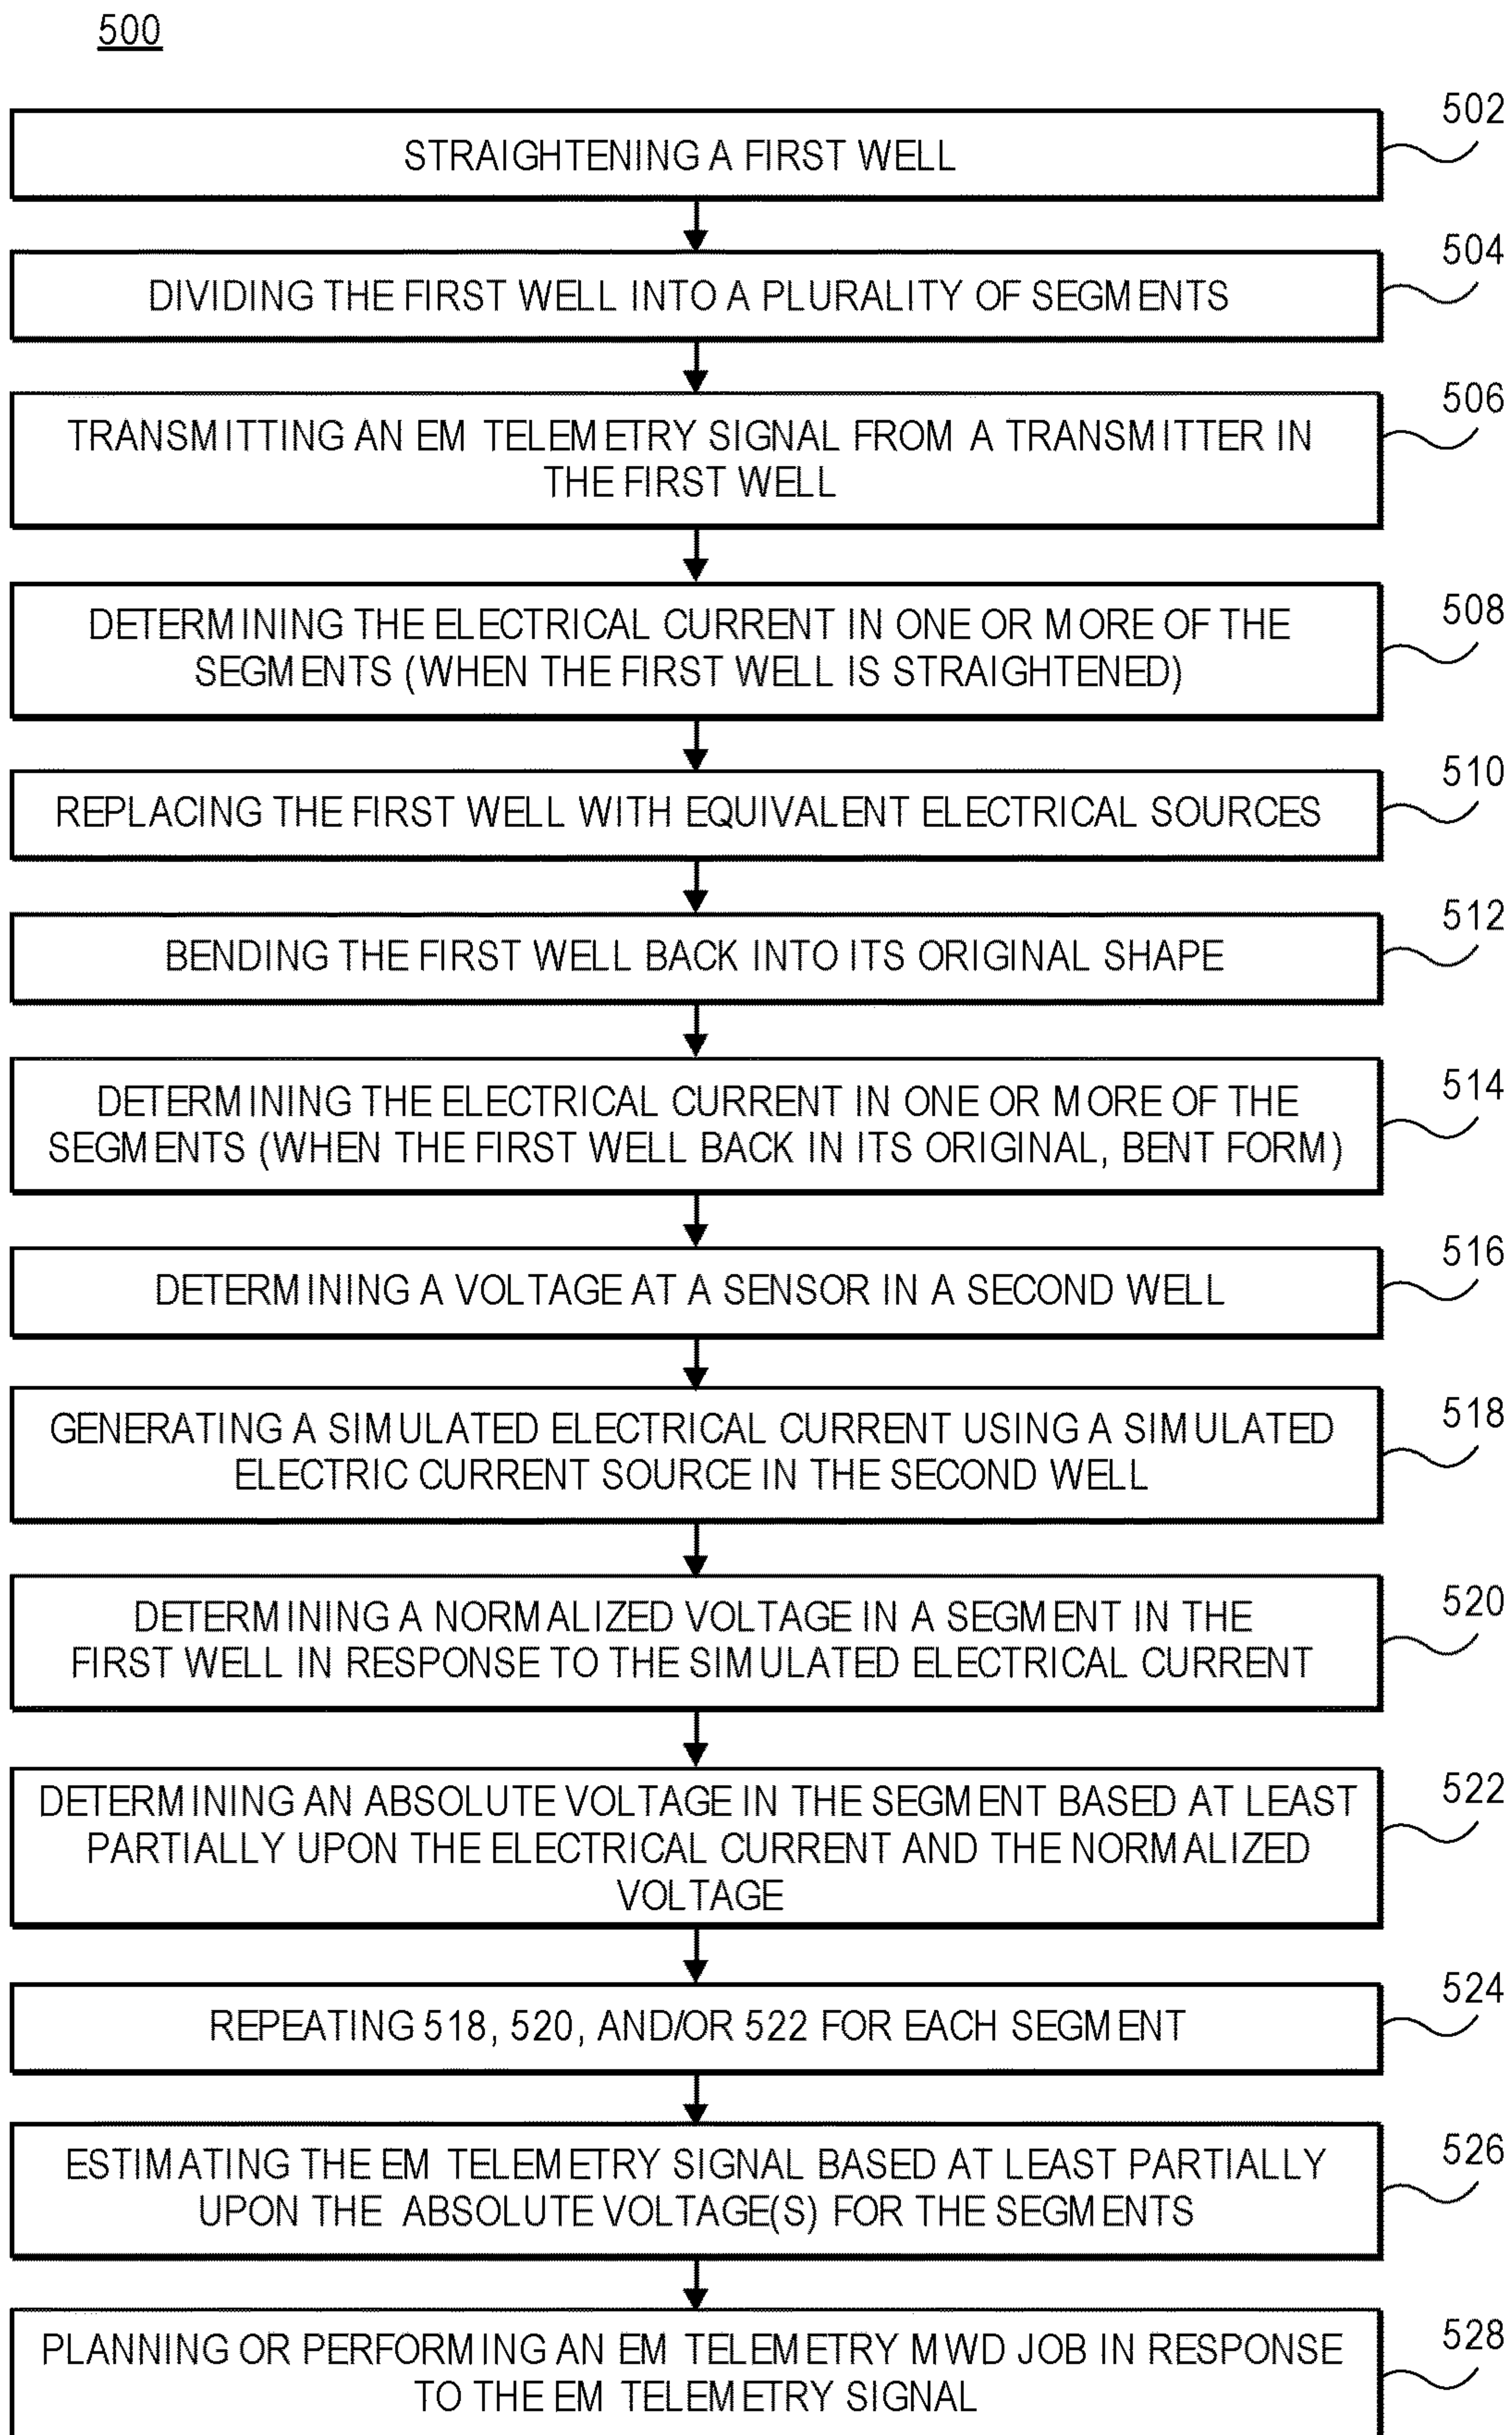 500
502
STRAIGHTENING A FIRST WELL
504
DIVIDING THE FIRST WELL INTO A PLURALITY OF SEGMENTS
506
TRANSMITTING AN EM TELEMETRY SIGNAL FROM A TRANSMITTER IN
THE FIRST WELL
508
DETERMINING THE ELECTRICAL CURRENT IN ONE OR MORE OF THE
SEGMENTS (WHEN THE FIRST WELL IS STRAIGHTENED)
510
REPLACING THE FIRST WELL WITH EQUIVALENT ELECTRICAL SOURCES
512
BENDING THE FIRST WELL BACK INTO ITS ORIGINAL SHAPE
514
DETERMINING THE ELECTRICAL CURRENT IN ONE OR MORE OF THE
SEGMENTS (WHEN THE FIRST WELL BACK IN ITS ORIGINAL, BENT FORM)
516
DETERMINING A VOLTAGE AT A SENSOR IN A SECOND WELL
518
GENERATING A SIMULATED ELECTRICAL CURRENT USING A SIMULATED
ELECTRIC CURRENT SOURCE IN THE SECOND WELL
520
DETERMINING A NORMALIZED VOLTAGE IN A SEGMENT IN THE
FIRST WELL IN RESPONSE TO THE SIMULATED ELECTRICAL CURRENT
522
DETERMINING AN ABSOLUTE VOLTAGE IN THE SEGMENT BASED AT LEAST
PARTIALLY UPON THE ELECTRICAL CURRENT AND THE NORMALIZED
VOLTAGE
524
REPEATING 518, 520, AND/OR 522 FOR EACH SEGMENT
526
ESTIMATING THE EM TELEMETRY SIGNAL BASED AT LEAST PARTIALLY
UPON THE ABSOLUTE VOLTAGE(S) FOR THE SEGMENTS
528
PLANNING OR PERFORMING AN EM TELEMETRY MWD JOB IN RESPONSE
TO THE EM TELEMETRY SIGNAL